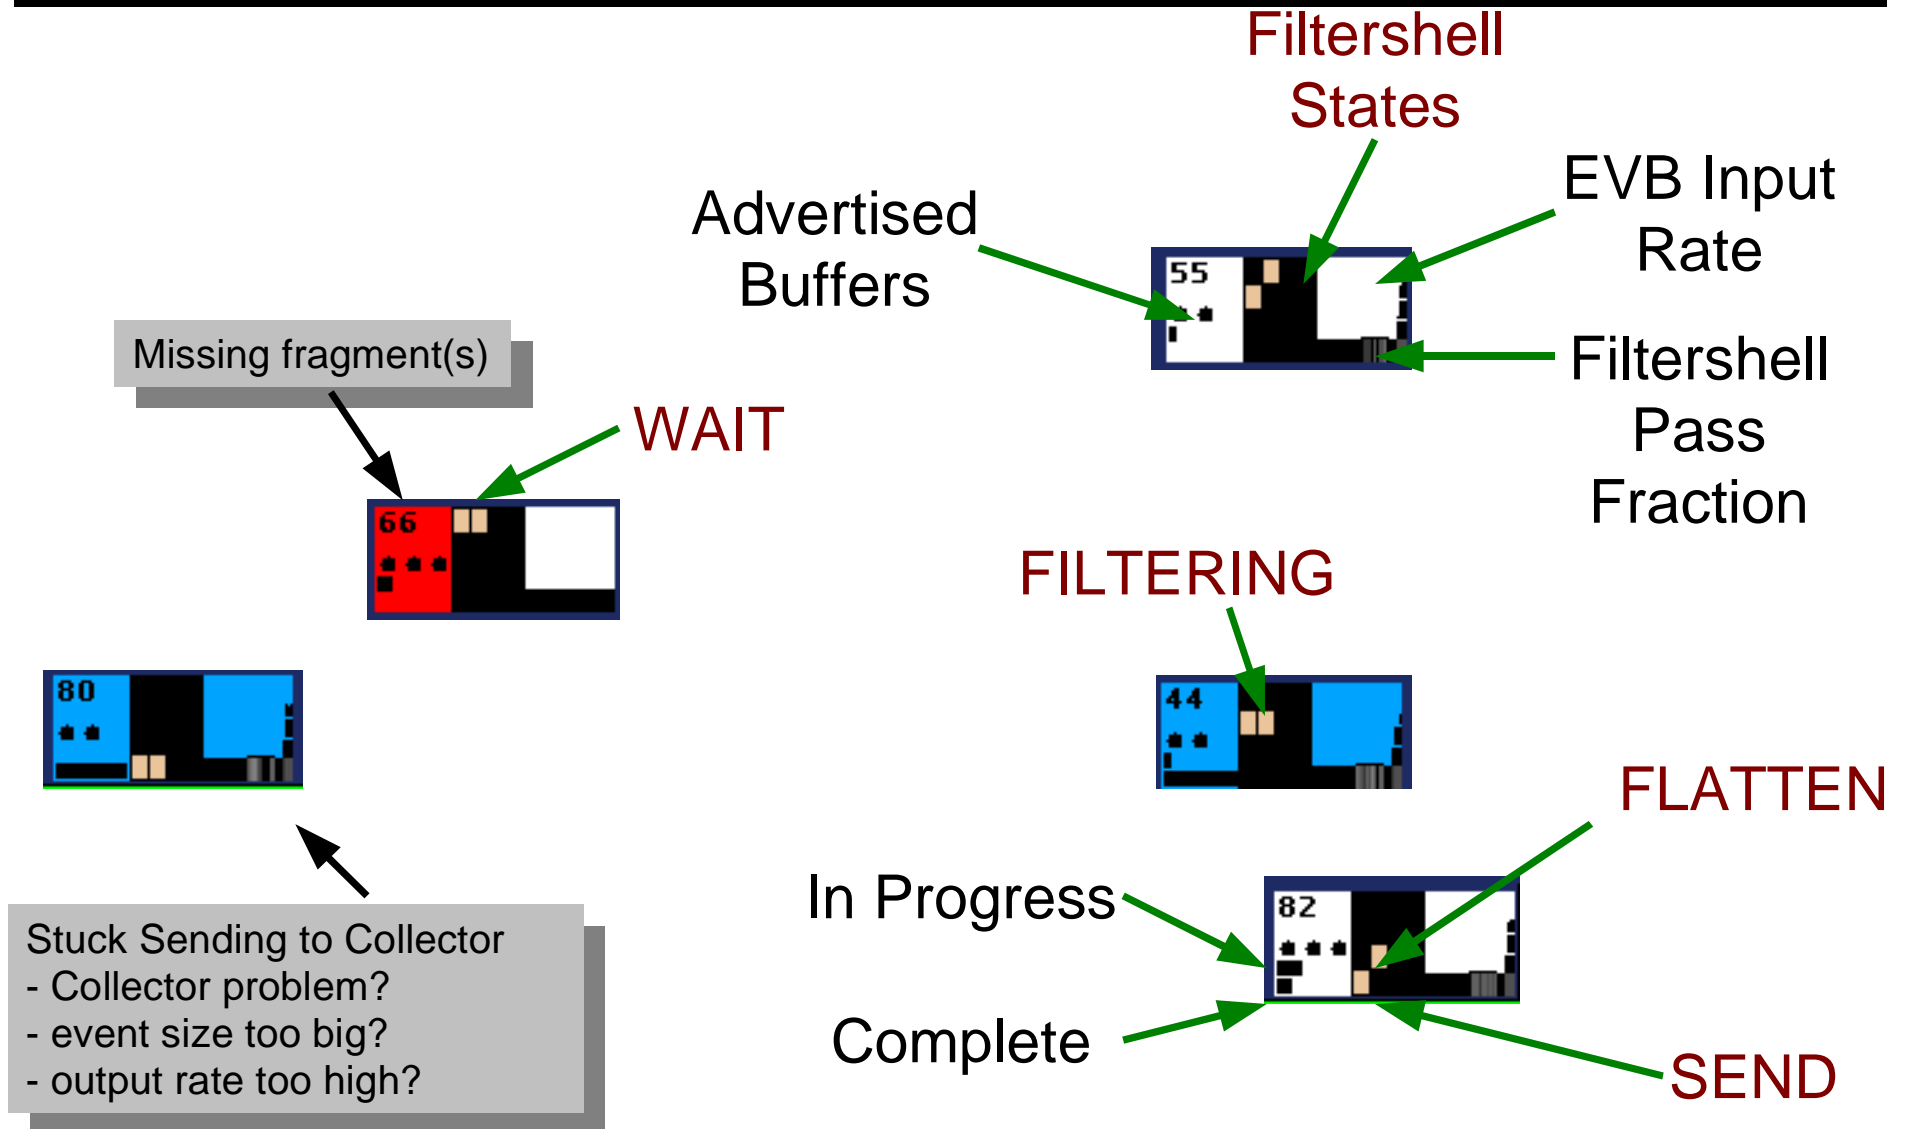 Filtershell
States
EVB Input
Rate
Advertised
Buffers
55
Missing fragment(s)
Filtershell
Pass
Fraction
WAIT
66
FILTERING
80
44
FLATTEN
In Progress
82
Stuck Sending to Collector
- Collector problem?
- event size too big?
- output rate too high?
Complete
SEND